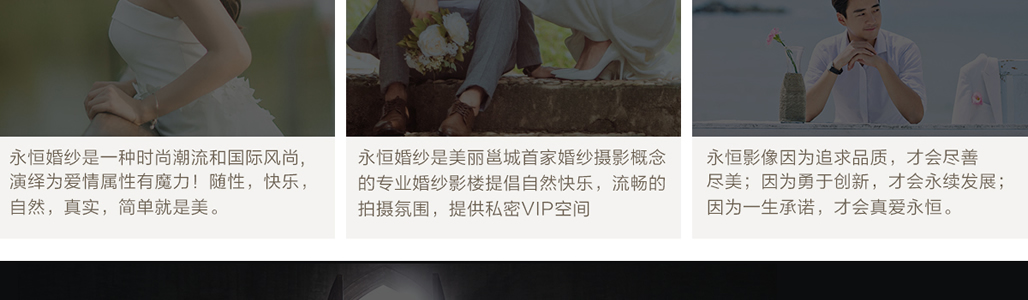 永恒婚纱是一种时尚潮流和国际风尚，
演绎为爱情属性有魔力！随性，快乐，
自然，真实，简单就是美。
永恒婚纱是美丽邕城首家婚纱摄影概念
的专业婚纱影楼提倡自然快乐，流畅的
拍摄氛围，提供私密VIP空间
永恒影像因为追求品质，才会尽善
尽美；因为勇于创新，才会永续发展；
因为一生承诺，才会真爱永恒。